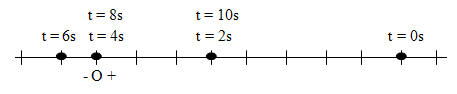 t = 8s t = 10s
t = 6s t = 4s t = 2s t = 0s
- O +